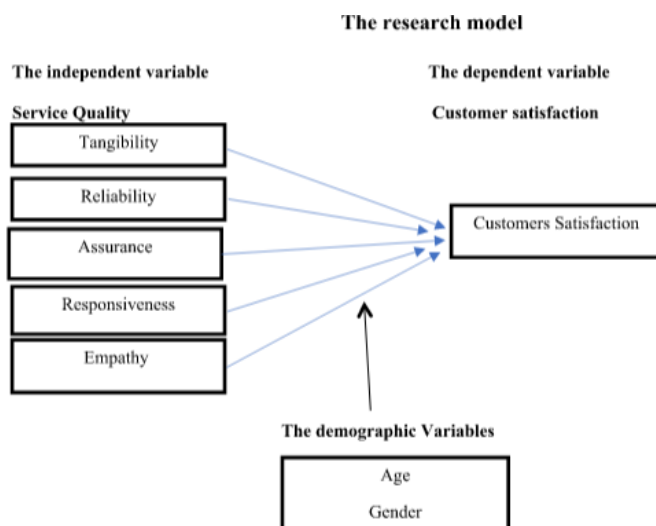 The research model
The independent variable
The dependent variable
Service Quality
Customer satisfaction
Tangibility
Reliability
Customers Satisfaction
Assurance
Responsiveness
Empathy
The demographic Variables
Age
Gender